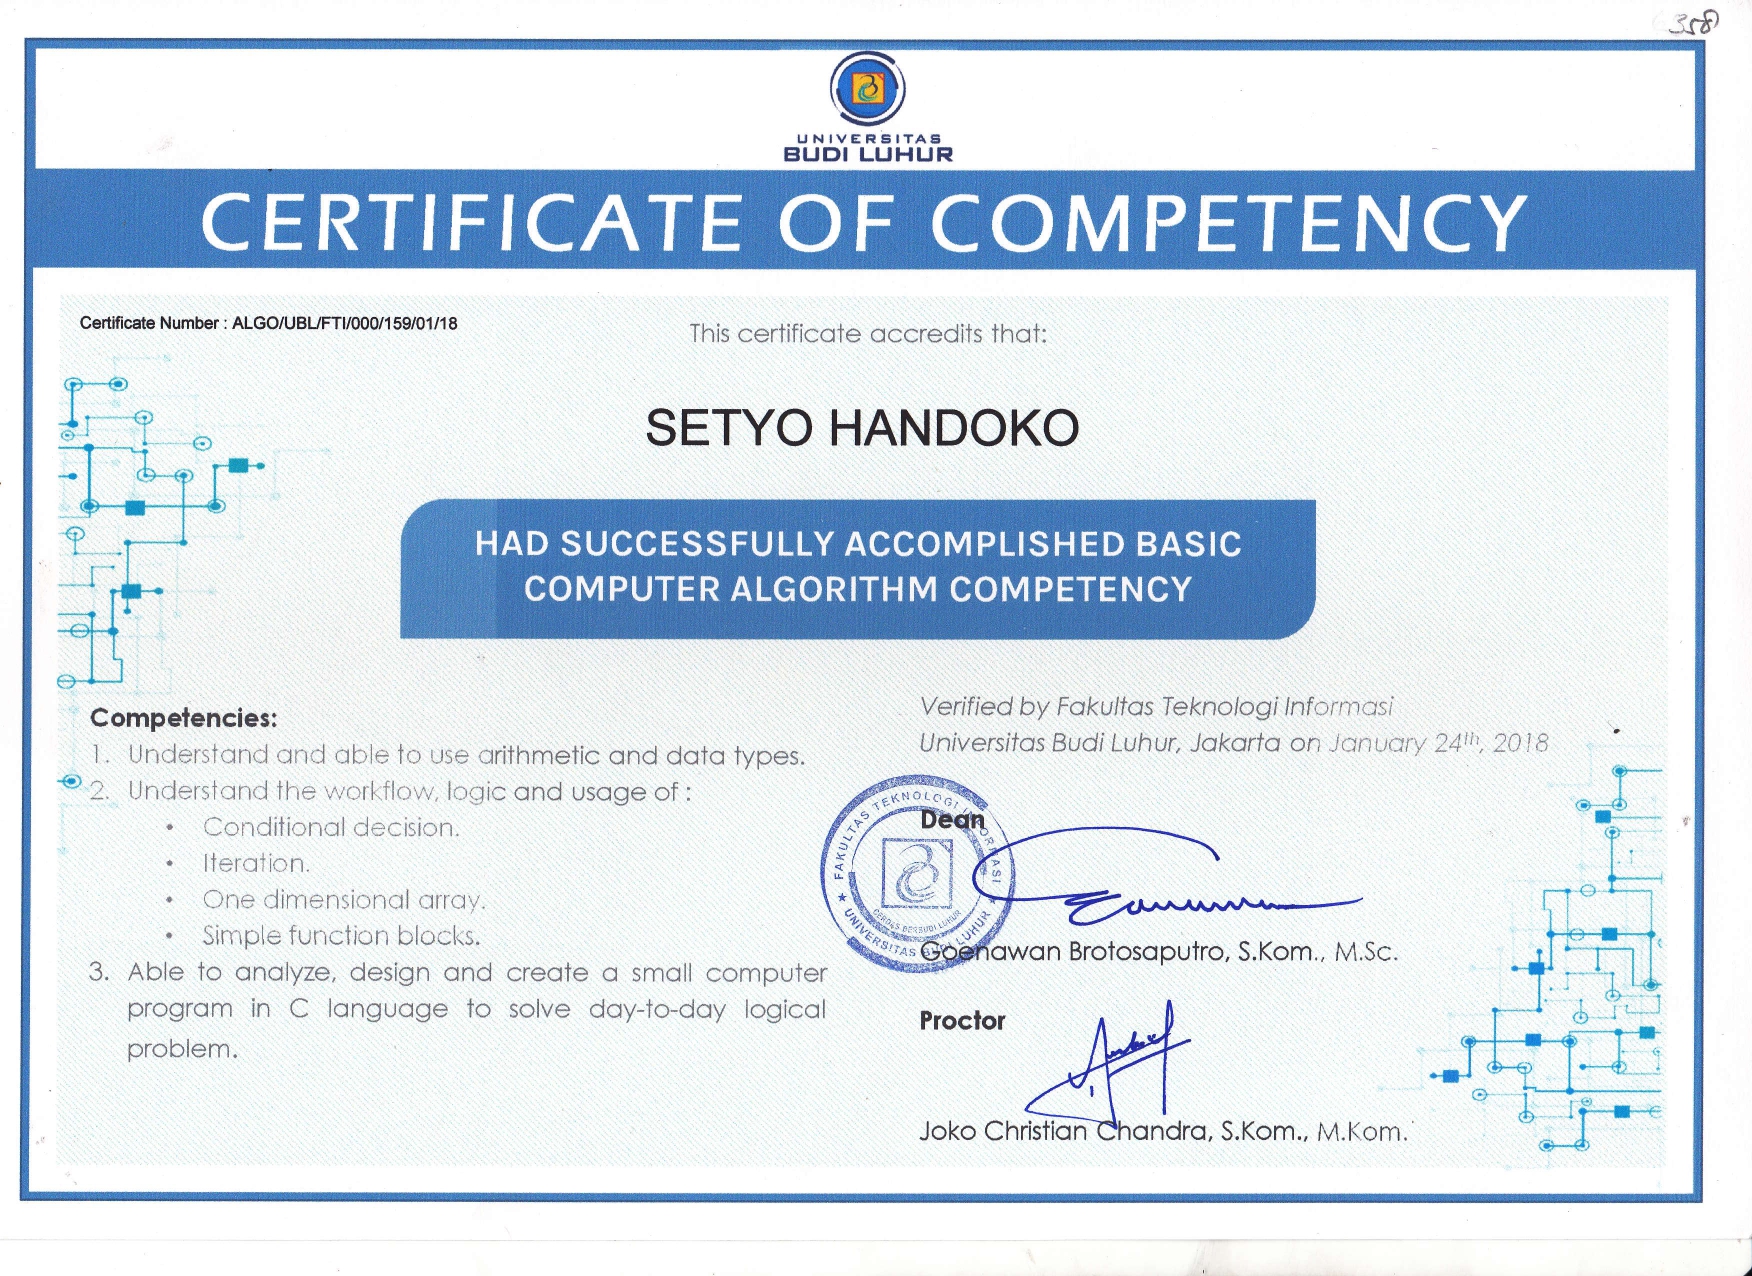 358
UNIVERSITAS
BUDI LUHUR
CERTIFICATE OF COMPETENCY
Certificate Number : ALGO/UBL/FTI/000/159/01/18
This certificate accredits that:
SETYO HANDOKO
HAD SUCCESSFULLY ACCOMPLISHED BASIC
COMPUTER ALGORITHM COMPETENCY
Competencies:
1. Understand and able to use arithmetic and data types.
2. Understand the workflow, logic and usage of :
• Conditional decision.
• Iteration.
• One dimensional array.
• Simple function blocks.
3. Able to analyze, design and create a small computer
program in C language to solve day-to-day logical
problem.
Verified by Fakultas Teknologi Informasi
Universitas Budi Luhur, Jakarta on January 24th, 2018
FAKULTAS TEKNOLOGI INFORMASI
CERDAS BERBUDI LUHUR
★ UNIVERSITAS BUDI LUHUR ★
Dean
Goenawan Brotosaputro, S.Kom., M.Sc.
Proctor
Joko Christian Chandra, S.Kom., M.Kom.